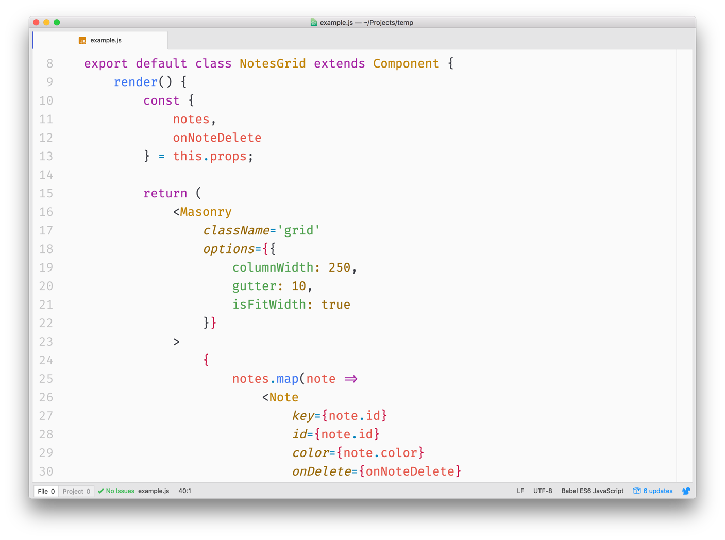 example.js — ~/Projects/temp
example.js
8 export default class NotesGrid extends Component {
9 render() {
10 const {
11 notes,
12 onNoteDelete
13 } = this.props;
14
15 return (
16 <Masonry
17 className='grid'
18 options={{
19 columnWidth: 250,
20 gutter: 10,
21 isFitWidth: true
22 }}
23 >
24 {
25 notes.map(note =>
26 <Note
27 key={note.id}
28 id={note.id}
29 color={note.color}
30 onDelete={onNoteDelete}
File 0 Project 0 ✓ No Issues example.js 40:1 LF UTF-8 Babel ES6 JavaScript 8 updates